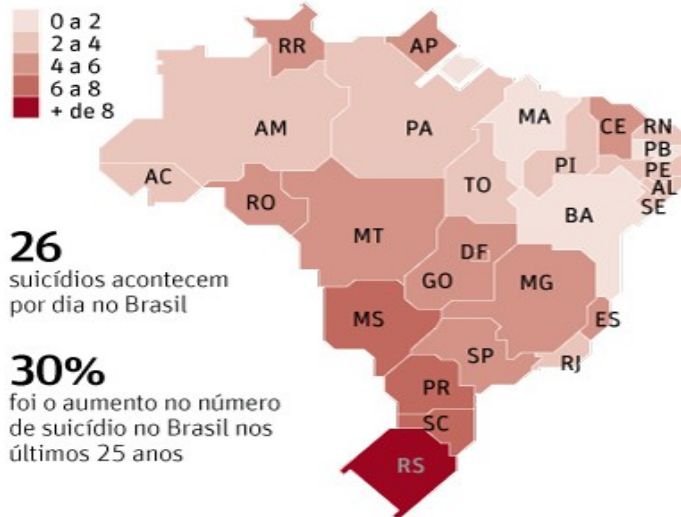 0 a 2
2 a 4
4 a 6
6 a 8
+ de 8
RR
AP
AM
PA
MA
CE
RN
PB
PE
AL
SE
PI
AC
TO
RO
BA
MT
DF
GO
MG
MS
ES
SP
RJ
PR
SC
RS
26
suicídios acontecem
por dia no Brasil
30%
foi o aumento no número
de suicídio no Brasil nos
últimos 25 anos